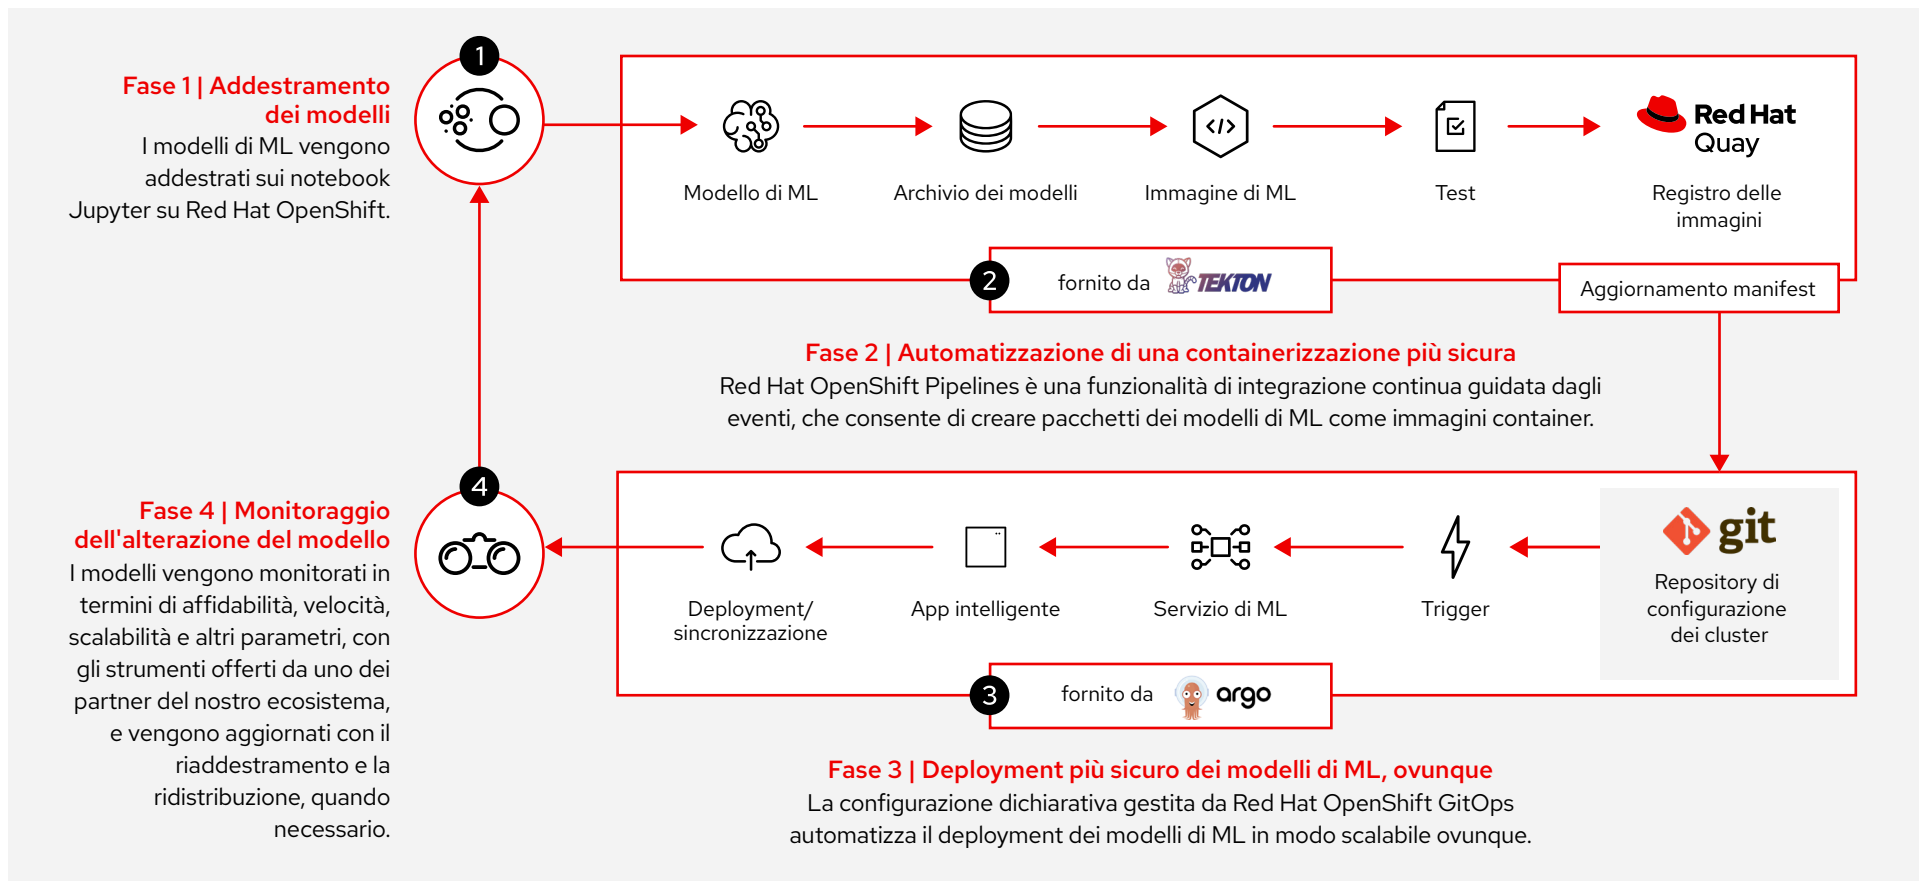 1
Fase 1 | Addestramento
dei modelli
I modelli di ML vengono
addestrati sui notebook
Jupyter su Red Hat OpenShift.
Modello di ML
Archivio dei modelli
Immagine di ML
Test
Red Hat
Quay
Registro delle
immagini
2
fornito da
TEKTON
Aggiornamento manifest
Fase 2 | Automatizzazione di una containerizzazione più sicura
Red Hat OpenShift Pipelines è una funzionalità di integrazione continua guidata dagli
eventi, che consente di creare pacchetti dei modelli di ML come immagini container.
git
Repository di
configurazione
dei cluster
Trigger
Servizio di ML
App intelligente
Deployment/
sincronizzazione
3
fornito da
argo
Fase 3 | Deployment più sicuro dei modelli di ML, ovunque
La configurazione dichiarativa gestita da Red Hat OpenShift GitOps
automatizza il deployment dei modelli di ML in modo scalabile ovunque.
4
Fase 4 | Monitoraggio
dell'alterazione del modello
I modelli vengono monitorati in
termini di affidabilità, velocità,
scalabilità e altri parametri, con
gli strumenti offerti da uno dei
partner del nostro ecosistema,
e vengono aggiornati con il
riaddestramento e la
ridistribuzione, quando
necessario.